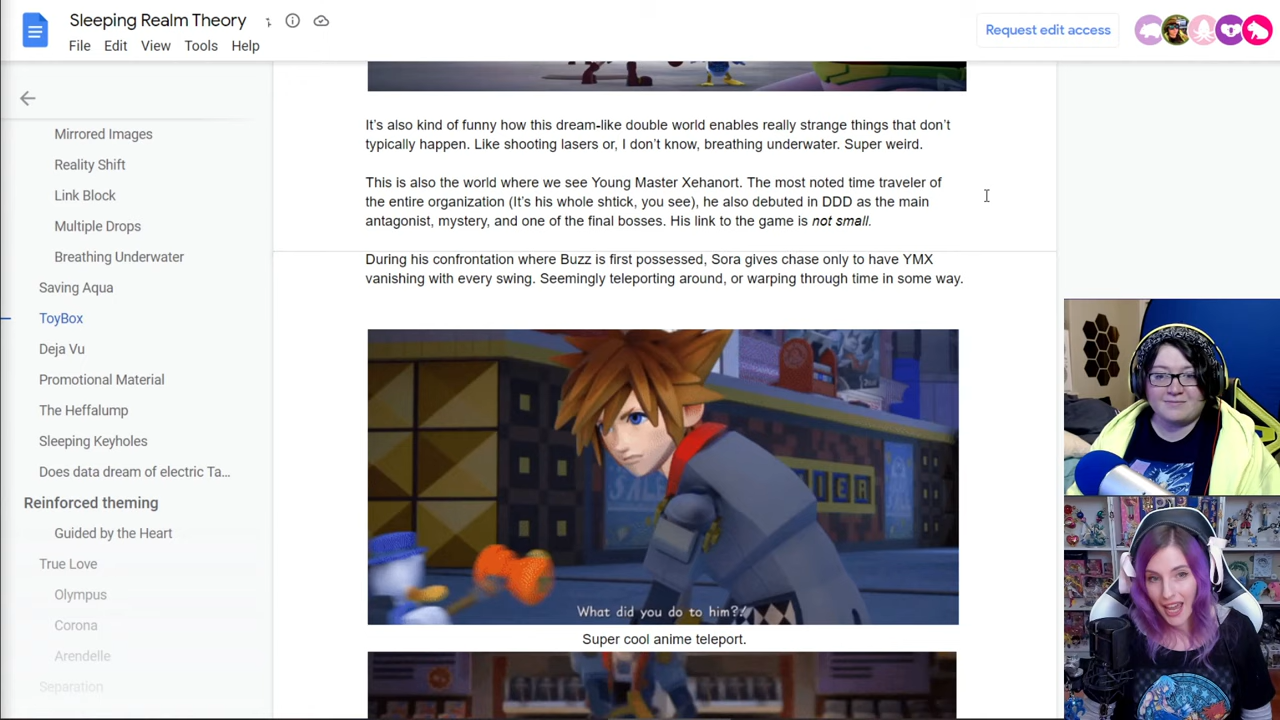 Sleeping Realm Theory
File Edit View Tools Help
Request edit access
Mirrored Images
Reality Shift
Link Block
Multiple Drops
Breathing Underwater
Saving Aqua
ToyBox
Deja Vu
Promotional Material
The Heffalump
Sleeping Keyholes
Does data dream of electric Ta...
Reinforced theming
Guided by the Heart
True Love
Olympus
Corona
Arendelle
Separation
It's also kind of funny how this dream-like double world enables really strange things that don't
typically happen. Like shooting lasers or, I don't know, breathing underwater. Super weird.
This is also the world where we see Young Master Xehanort. The most noted time traveler of
the entire organization (It's his whole shtick, you see), he also debuted in DDD as the main
antagonist, mystery, and one of the final bosses. His link to the game is not small.
During his confrontation where Buzz is first possessed, Sora gives chase only to have YMX
vanishing with every swing. Seemingly teleporting around, or warping through time in some way.
What did you do to him?!
Super cool anime teleport.